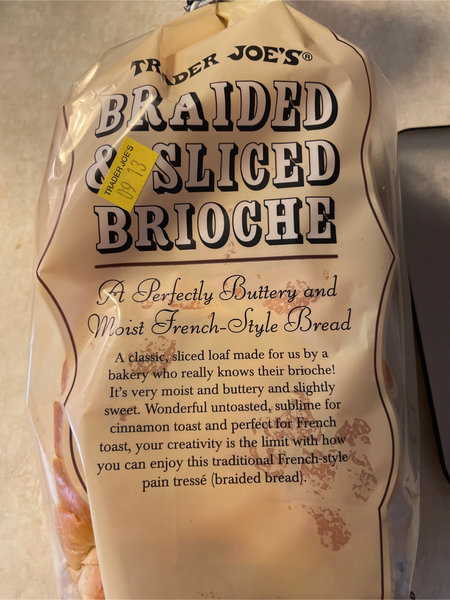 TRADER JOE'S®
BRAIDED
& SLICED
BRIOCHE
TRADER JOE'S
09 13
A Perfectly Buttery and
Moist French-Style Bread
A classic, sliced loaf made for us by a
bakery who really knows their brioche!
It's very moist and buttery and slightly
sweet. Wonderful untoasted, sublime for
cinnamon toast and perfect for French
toast, your creativity is the limit with how
you can enjoy this traditional French-style
pain tressé (braided bread).